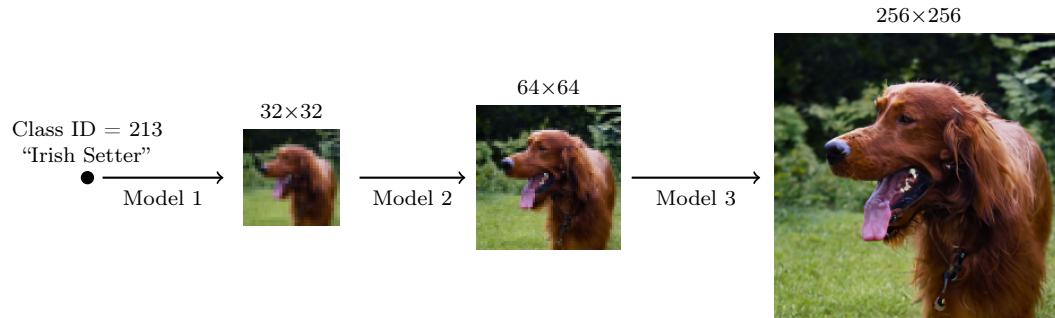 Class ID = 213
“Irish Setter”
Model 1
32×32
Model 2
64×64
Model 3
256×256